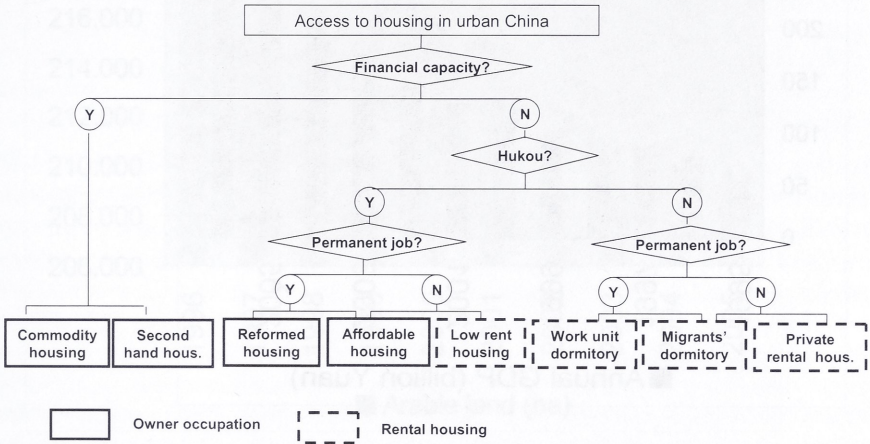 Access to housing in urban China
Financial capacity?
Y
N
Hukou?
Y
N
Permanent job?
Permanent job?
Y
N
Y
N
Commodity
housing
Second
hand hous.
Reformed
housing
Affordable
housing
Low rent
housing
Work unit
dormitory
Migrants'
dormitory
Private
rental hous.
Owner occupation
Rental housing